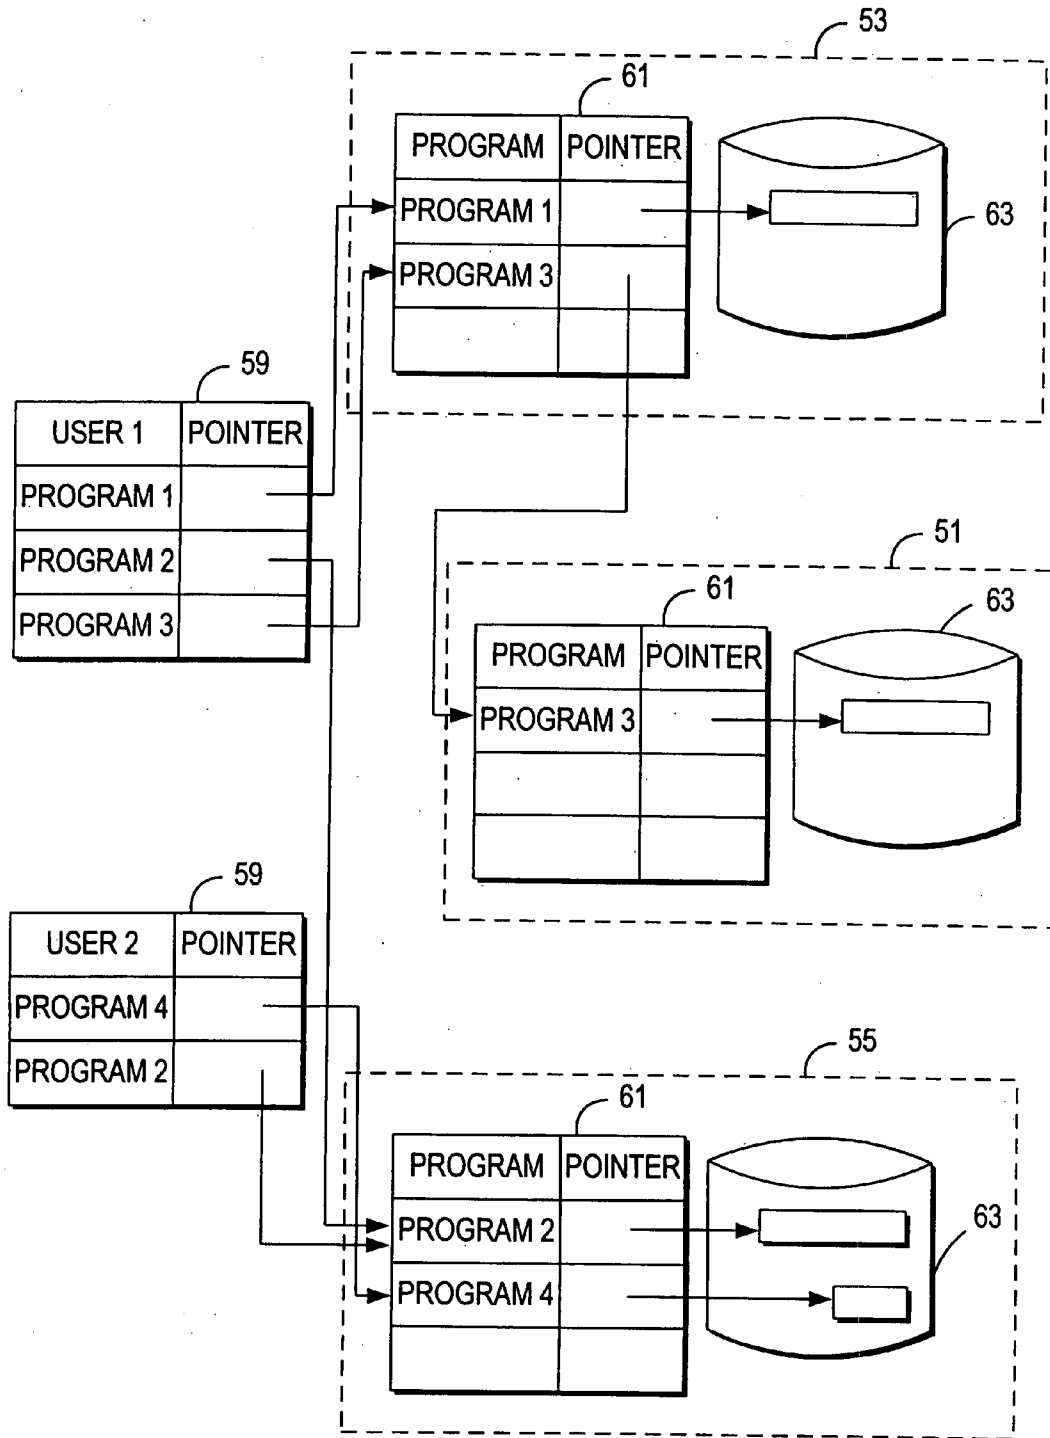 53
61
PROGRAM POINTER
PROGRAM 1
63
PROGRAM 3
59
USER 1 POINTER
PROGRAM 1
PROGRAM 2
PROGRAM 3
51
61
63
PROGRAM POINTER
PROGRAM 3
59
USER 2 POINTER
PROGRAM 4
PROGRAM 2
55
61
PROGRAM POINTER
PROGRAM 2
63
PROGRAM 4